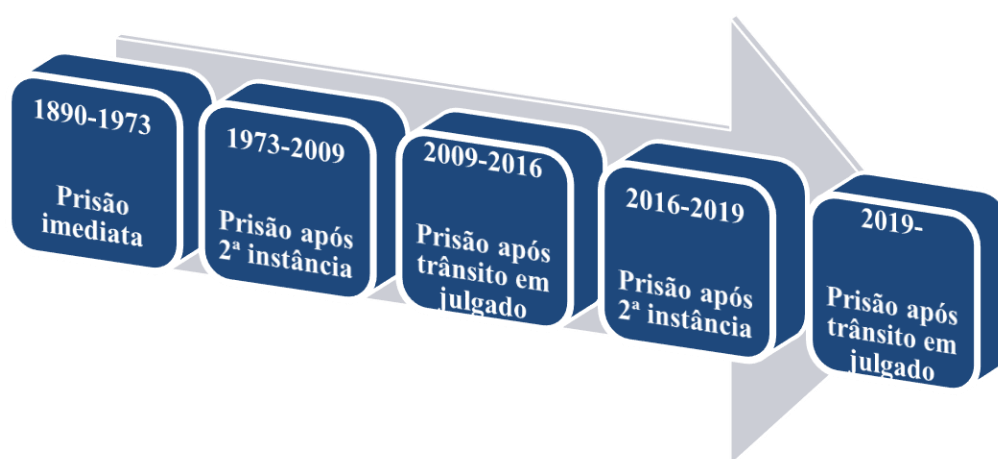 1890-1973
Prisão
imediata
1973-2009
Prisão após
2ª instância
2009-2016
Prisão após
trânsito em
julgado
2016-2019
Prisão após
2ª instância
2019-
Prisão após
trânsito em
julgado